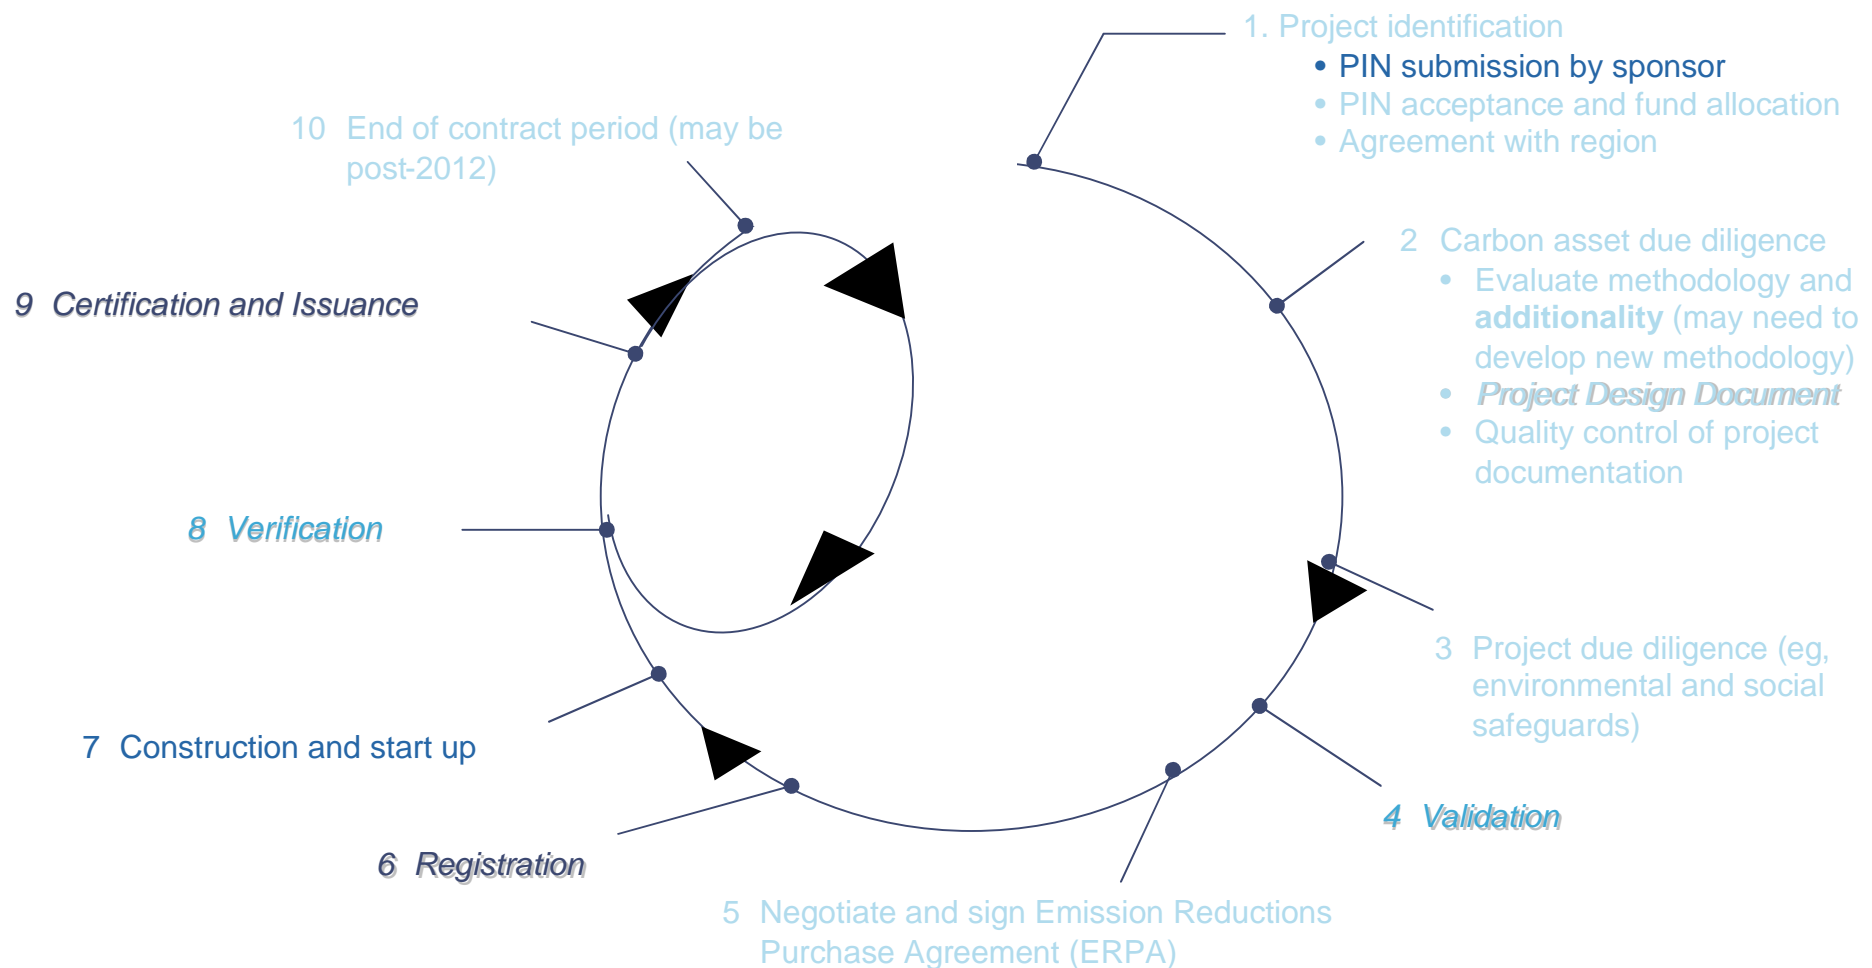 1. Project identification
• PIN submission by sponsor
• PIN acceptance and fund allocation
• Agreement with region
2 Carbon asset due diligence
• Evaluate methodology and
additionality (may need to
develop new methodology)
• Project Design Document
• Quality control of project
documentation
3 Project due diligence (eg,
environmental and social
safeguards)
4 Validation
5 Negotiate and sign Emission Reductions
Purchase Agreement (ERPA)
6 Registration
7 Construction and start up
8 Verification
9 Certification and Issuance
10 End of contract period (may be
post-2012)